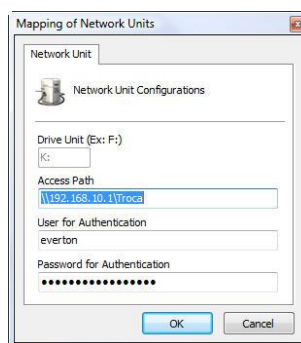 Mapping of Network Units
Network Unit
Network Unit Configurations
Drive Unit (Ex: F:)
K:
Access Path
\\192.168.10.1\Troca
User for Authentication
everton
Password for Authentication
●●●●●●●●●●●●●●●●●
OK
Cancel